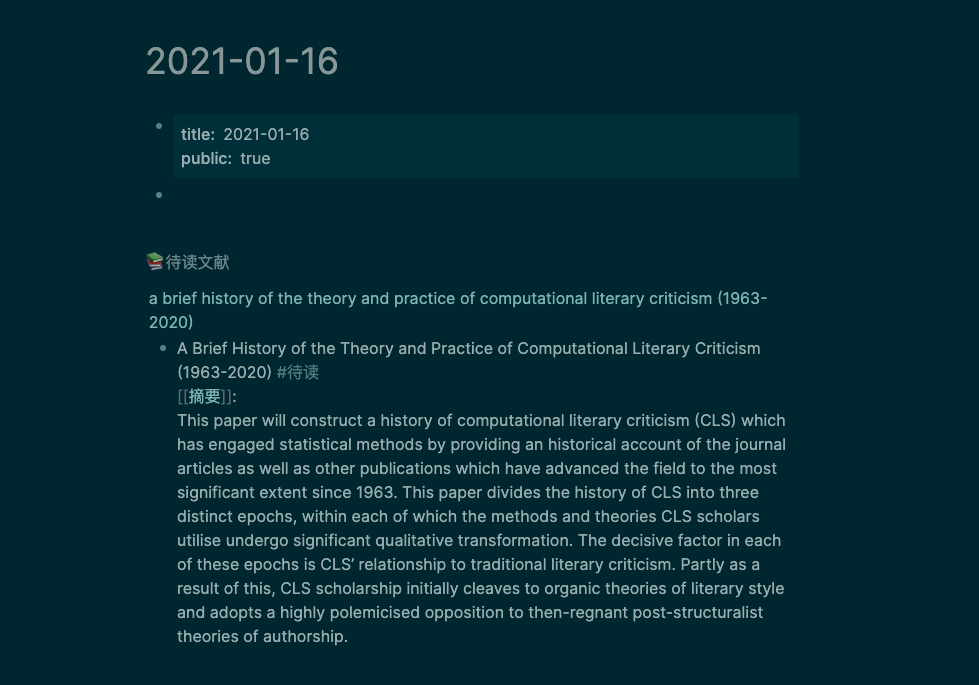 2021-01-16
title: 2021-01-16
public: true
📚待读文献
a brief history of the theory and practice of computational literary criticism (1963-
2020)
A Brief History of the Theory and Practice of Computational Literary Criticism
(1963-2020) #待读
[[摘要]]:
This paper will construct a history of computational literary criticism (CLS) which
has engaged statistical methods by providing an historical account of the journal
articles as well as other publications which have advanced the field to the most
significant extent since 1963. This paper divides the history of CLS into three
distinct epochs, within each of which the methods and theories CLS scholars
utilise undergo significant qualitative transformation. The decisive factor in each
of these epochs is CLS’ relationship to traditional literary criticism. Partly as a
result of this, CLS scholarship initially cleaves to organic theories of literary style
and adopts a highly polemicised opposition to then-regnant post-structuralist
theories of authorship.